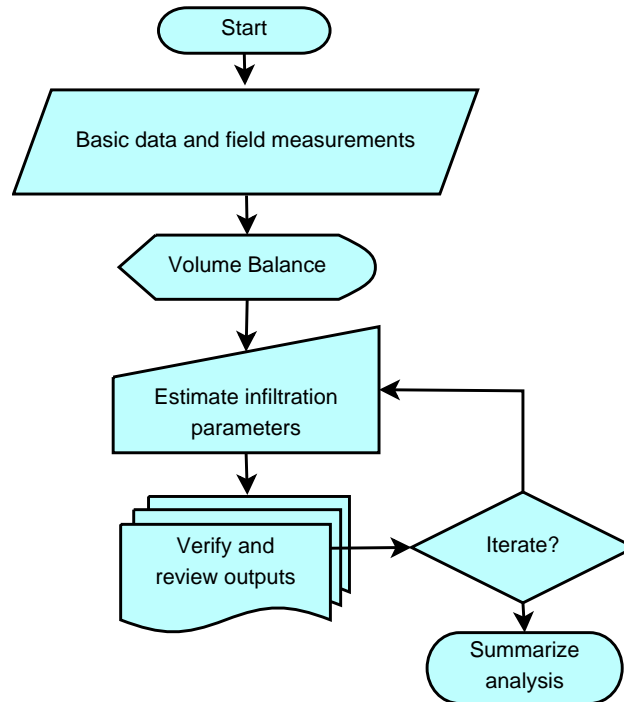 Start
Basic data and field measurements
Volume Balance
Estimate infiltration
parameters
Verify and
review outputs
Iterate?
Summarize
analysis